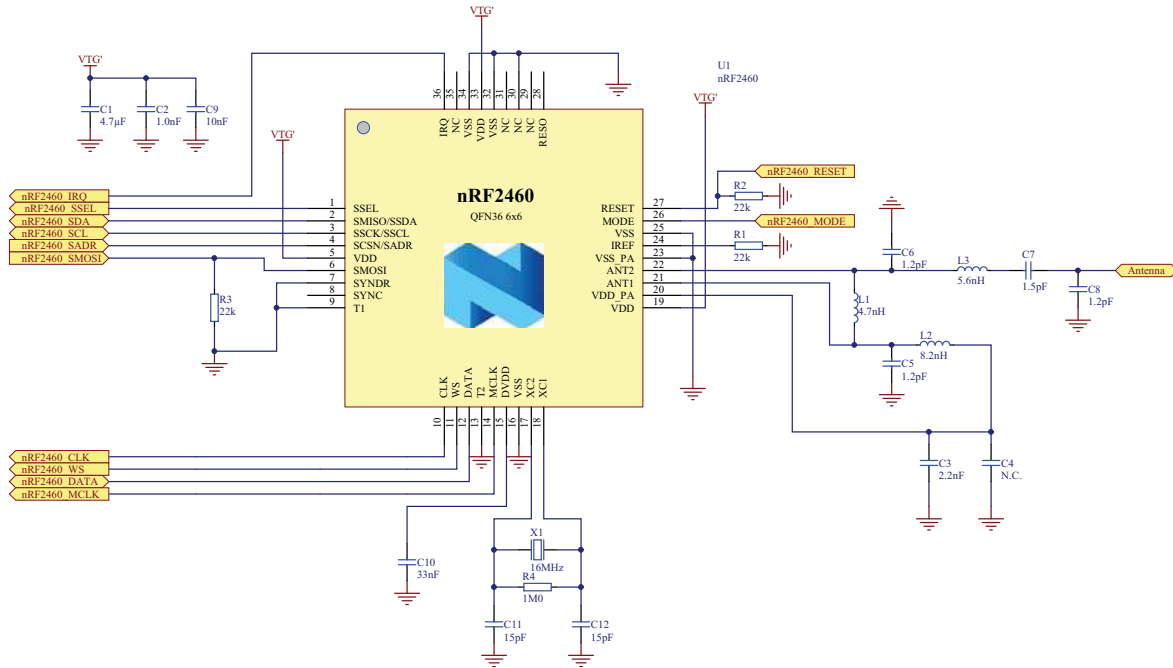 VTG'
U1
nRF2460
VTG'
C1
4.7µF
C2
1.0nF
C9
10nF
36 35 34 33 32 31 30 29 28
IRQ NC VSS VDD VSS NC NC NC RESO
VTG'
VTG'
nRF2460
QFN36 6x6
nRF2460_IRQ
nRF2460_SSEL
nRF2460_SDA
nRF2460_SCL
nRF2460_SADR
nRF2460_SMOSI
1 SSEL
2 SMISO/SSDA
3 SSCK/SSCL
4 SCSN/SADR
5 VDD
6 SMOSI
7 SYNDR
8 SYNC
9 T1
R3
22k
RESET 27
MODE 26
VSS 25
IREF 24
VSS_PA 23
ANT2 22
ANT1 21
VDD_PA 20
VDD 19
nRF2460_RESET
R2
22k
nRF2460_MODE
R1
22k
C6
1.2pF
L3
5.6nH
C7
1.5pF
Antenna
C8
1.2pF
L1
4.7nH
L2
8.2nH
C5
1.2pF
C3
2.2nF
C4
N.C.
CLK WS DATA T2 MCLK DVDD VSS XC2 XC1
10 11 12 13 14 15 16 17 18
nRF2460_CLK
nRF2460_WS
nRF2460_DATA
nRF2460_MCLK
C10
33nF
X1
16MHz
R4
1M0
C11
15pF
C12
15pF